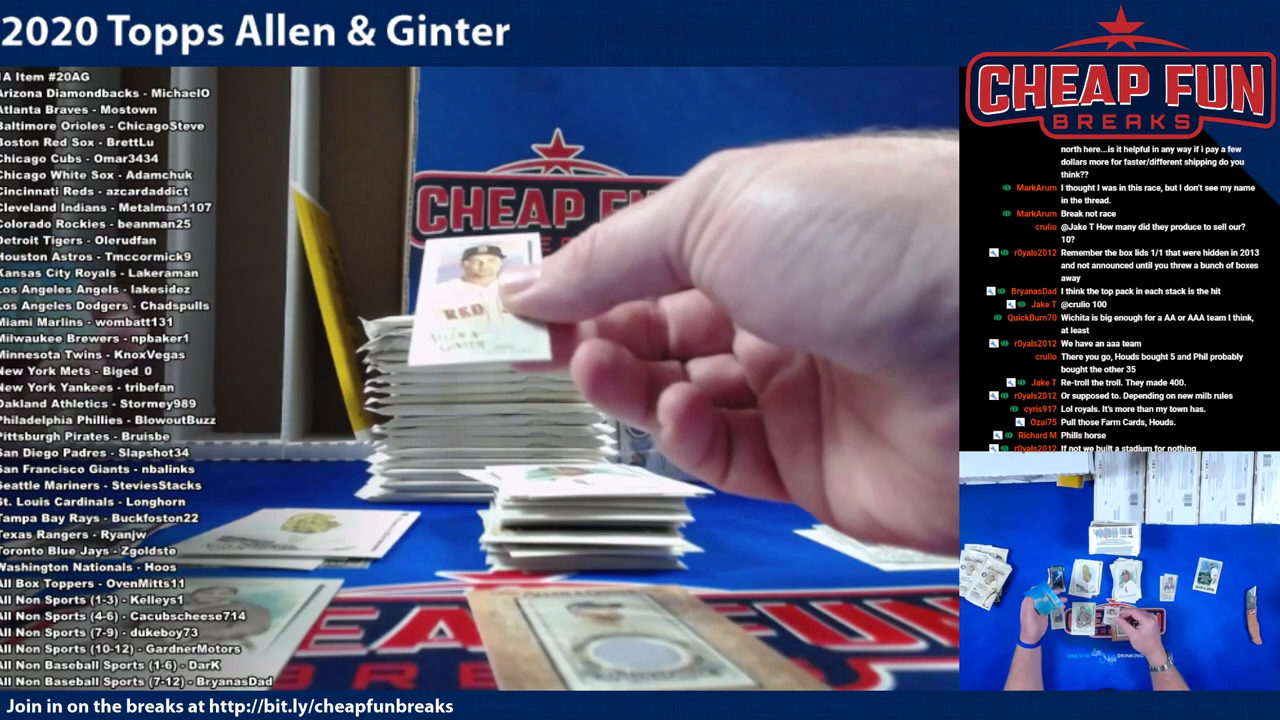 2020 Topps Allen & Ginter
1A Item #20AG
Arizona Diamondbacks - MichaelO
Atlanta Braves - Mostown
Baltimore Orioles - ChicagoSteve
Boston Red Sox - BrettLu
Chicago Cubs - Omar3434
Chicago White Sox - Adamchuk
Cincinnati Reds - azcardaddict
Cleveland Indians - Metalman1107
Colorado Rockies - beanman25
Detroit Tigers - Olerudfan
Houston Astros - Tmccormick9
Kansas City Royals - Lakeraman
Los Angeles Angels - lakesidez
Los Angeles Dodgers - Chadspulls
Miami Marlins - wombatt131
Milwaukee Brewers - npbaker1
Minnesota Twins - KnoxVegas
New York Mets - Biged_0
New York Yankees - tribefan
Oakland Athletics - Stormey989
Philadelphia Phillies - BlowoutBuzz
Pittsburgh Pirates - Bruisbe
San Diego Padres - Slapshot34
San Francisco Giants - nbalinks
Seattle Mariners - SteviesStacks
St. Louis Cardinals - Longhorn
Tampa Bay Rays - Buckfoston22
Texas Rangers - Ryanjw
Toronto Blue Jays - Zgoldste
Washington Nationals - Hoos
All Box Toppers - OvenMitts11
All Non Sports (1-3) - Kelleys1
All Non Sports (4-6) - Cacubscheese714
All Non Sports (7-9) - dukeboy73
All Non Sports (10-12) - GardnerMotors
All Non Baseball Sports (1-6) - DarK
All Non Baseball Sports (7-12) - BryanasDad
CHEAP F
RED S
ALLEN &
GINTER
EA FUN
BREAKS
CHEAP FUN
BREAKS
north here...is it helpful in any way if i pay a few
dollars more for faster/different shipping do you
think??
MarkArum I thought I was in this race, but I don't see my name
in the thread.
MarkArum Break not race
crulio @Jake T How many did they produce to sell our?
10?
r0yals2012 Remember the box lids 1/1 that were hidden in 2013
and not announced until you threw a bunch of boxes
away
BryanasDad I think the top pack in each stack is the hit
Jake T @crulio 100
QuickBurn70 Wichita is big enough for a AA or AAA team I think,
at least
r0yals2012 We have an aaa team
crulio There you go, Houds bought 5 and Phil probably
bought the other 35
Jake T Re-troll the troll. They made 400.
r0yals2012 Or supposed to. Depending on new milb rules
cyris917 Lol royals. It's more than my town has.
Ozai75 Pull those Farm Cards, Houds.
Richard M Phills horse
r0yals2012 If not we built a stadium for nothing
Join in on the breaks at http://bit.ly/cheapfunbreaks